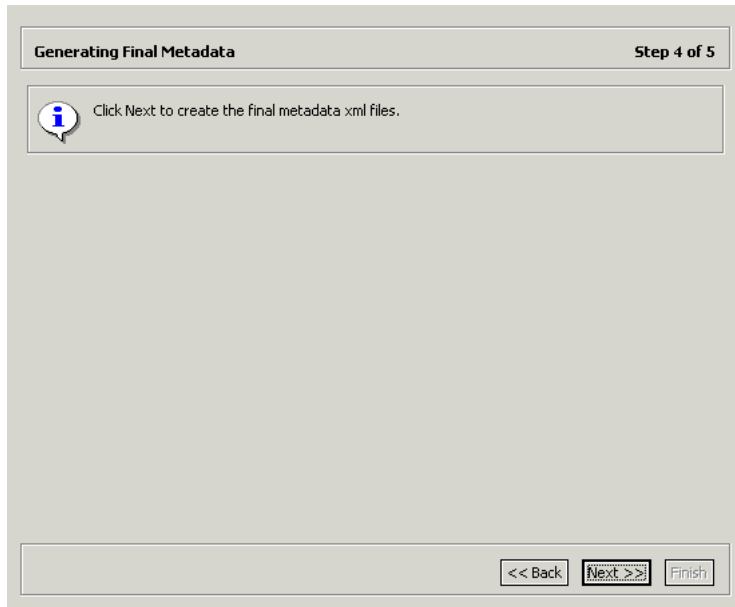 Generating Final Metadata Step 4 of 5
Click Next to create the final metadata xml files.
<< Back Next >> Finish